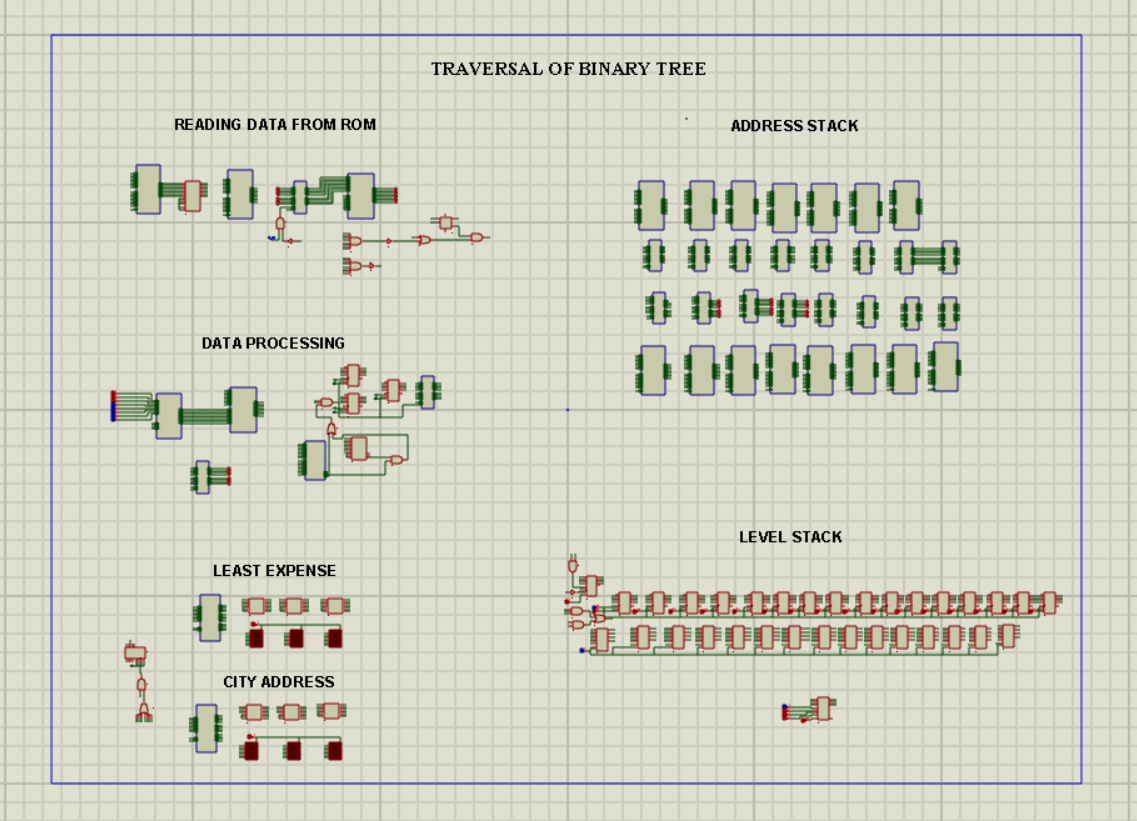 TRAVERSAL OF BINARY TREE
READING DATA FROM ROM
ADDRESS STACK
DATA PROCESSING
LEVEL STACK
LEAST EXPENSE
CITY ADDRESS